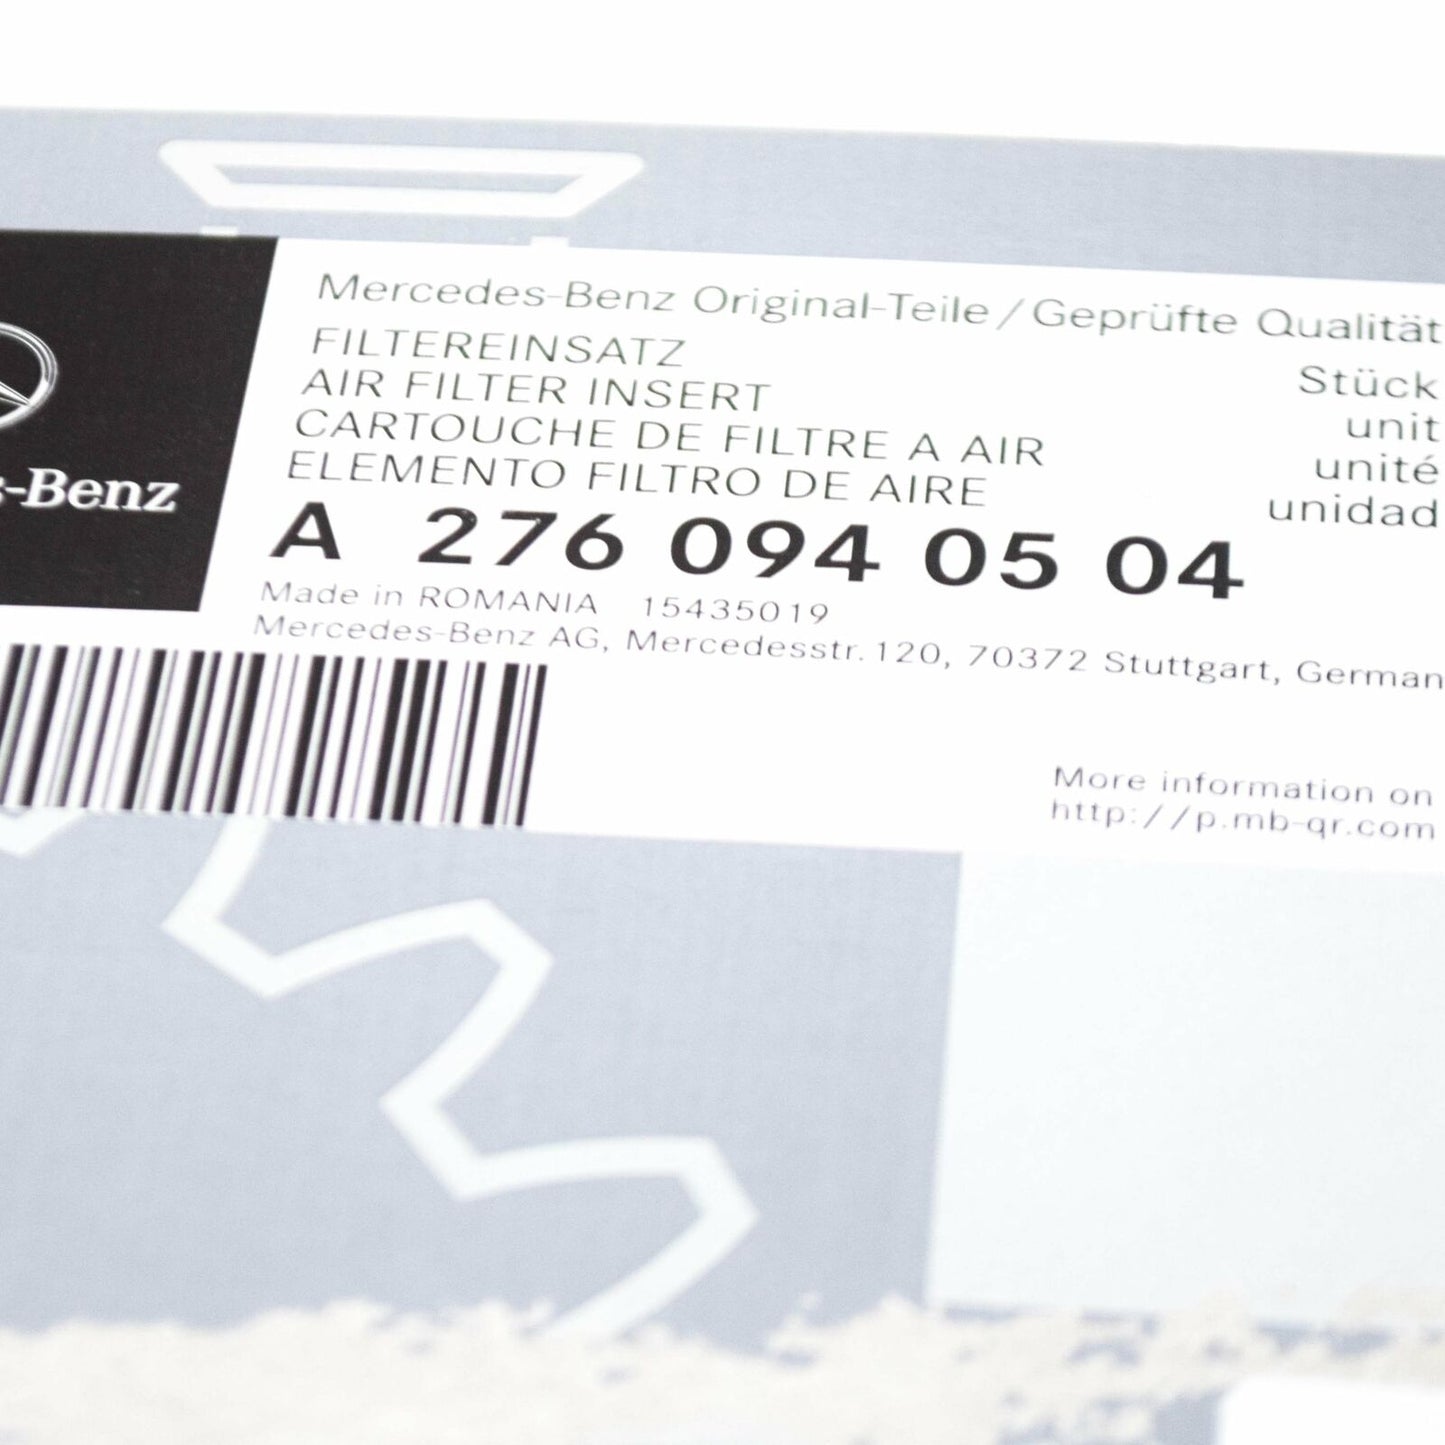 Mercedes-Benz Original-Teile / Geprüfte Qualität
FILTEREINSATZ Stück
AIR FILTER INSERT unit
CARTOUCHE DE FILTRE A AIR unité
ELEMENTO FILTRO DE AIRE unidad
A 276 094 05 04
Made in ROMANIA 15435019
Mercedes-Benz AG, Mercedesstr. 120, 70372 Stuttgart, German
s-Benz
More information on
http://p.mb-qr.com